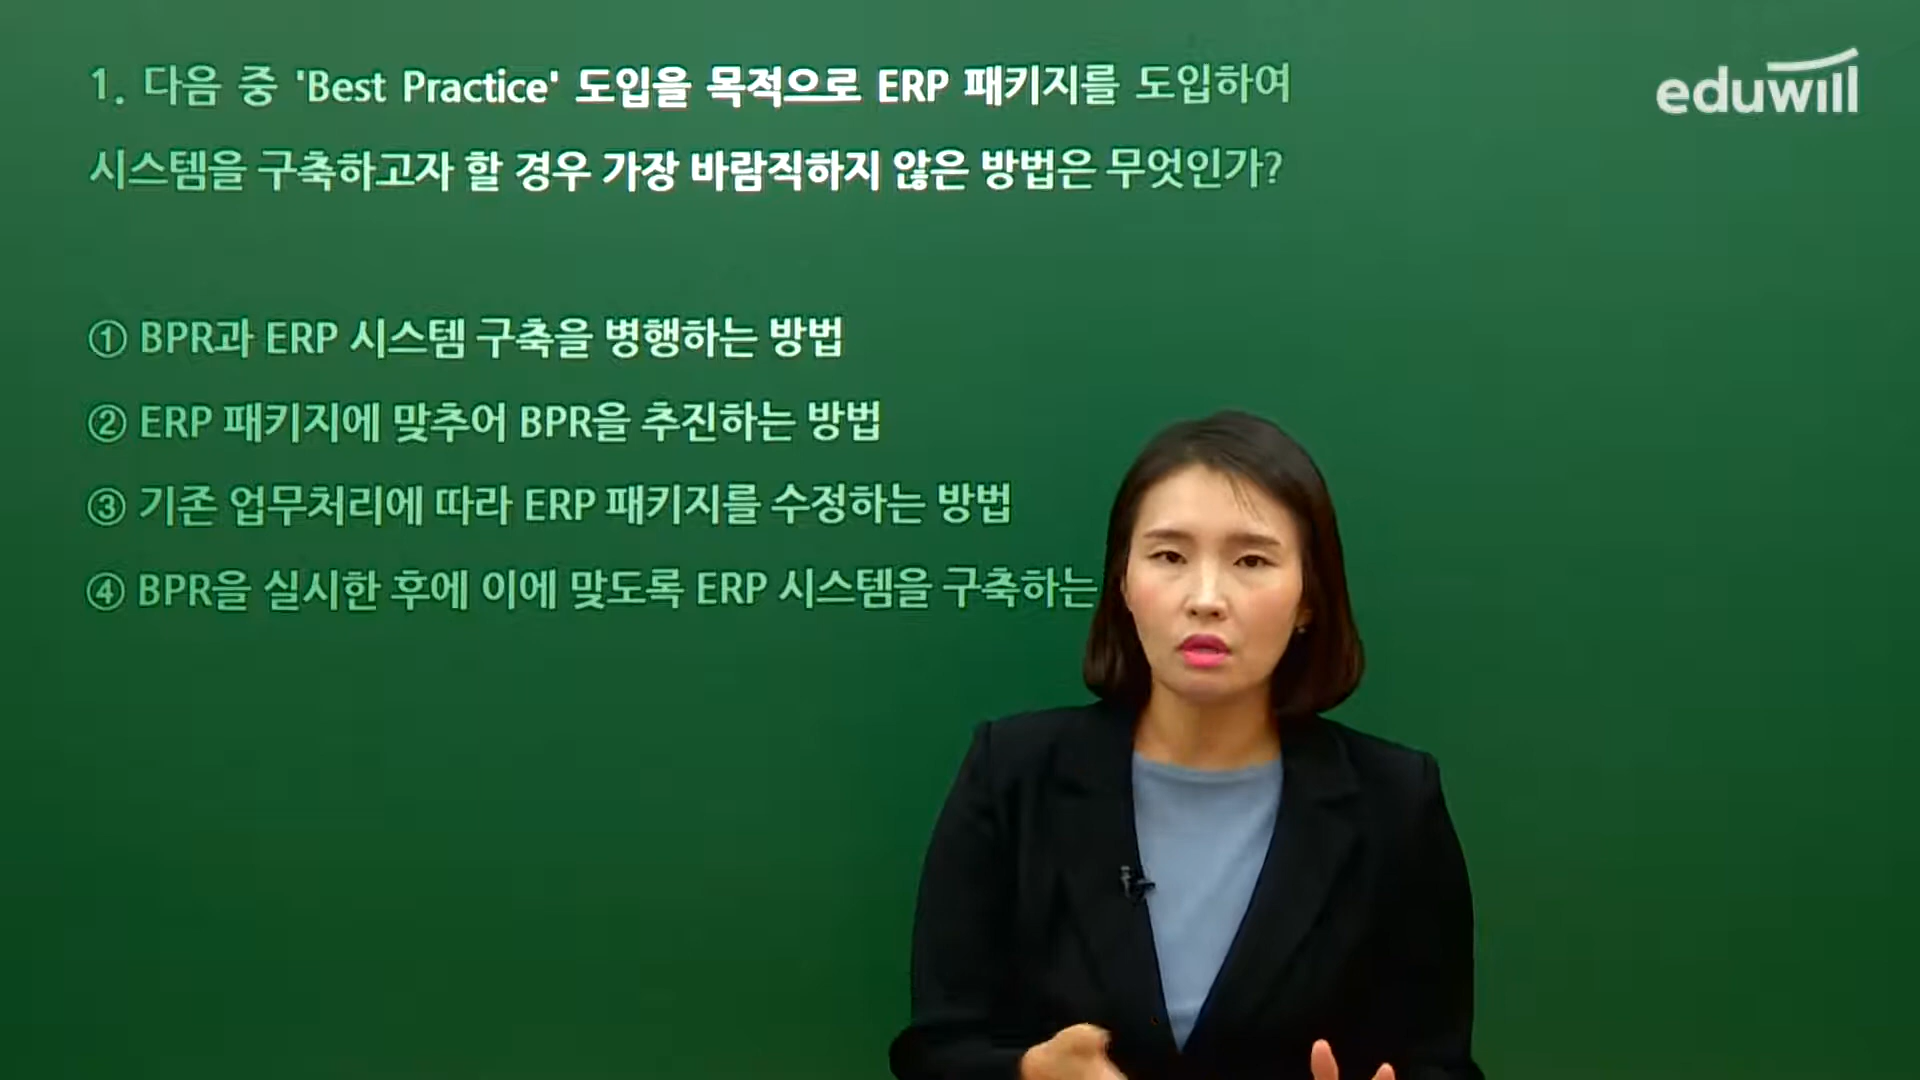 1. 다음 중 'Best Practice' 도입을 목적으로 ERP 패키지를 도입하여
eduwill
시스템을 구축하고자 할 경우 가장 바람직하지 않은 방법은 무엇인가?
① BPR과 ERP 시스템 구축을 병행하는 방법
② ERP 패키지에 맞추어 BPR을 추진하는 방법
③ 기존 업무처리에 따라 ERP 패키지를 수정하는 방법
④ BPR을 실시한 후에 이에 맞도록 ERP 시스템을 구축하는